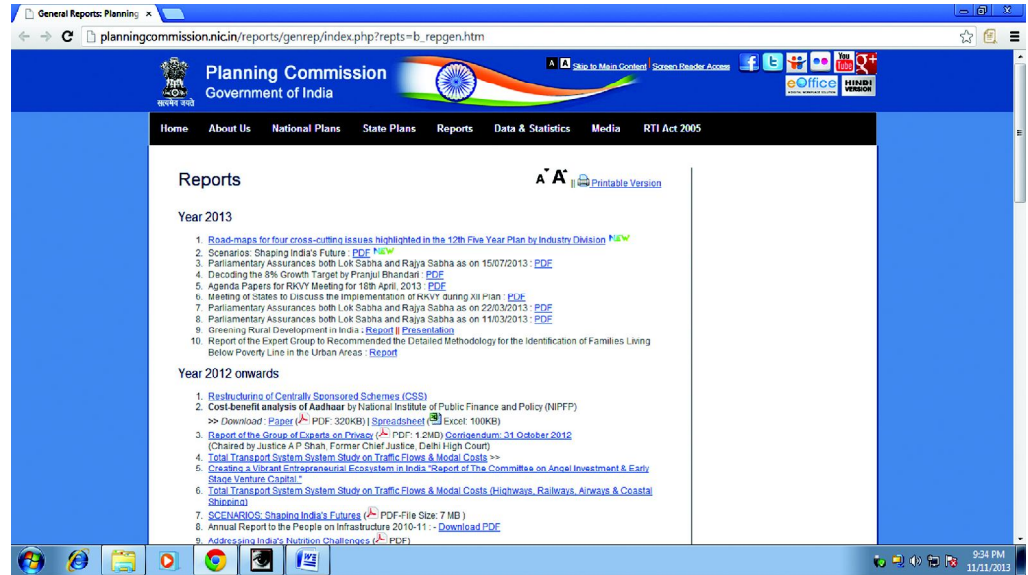 General Reports: Planning
planningcommission.nic.in/reports/genrep/index.php?repts=b_repgen.htm
सत्यमेव जयते
Planning Commission
Government of India
A A Skip to Main Content Screen Reader Access
You Tube
eOffice
HINDI VERSION
Home About Us National Plans State Plans Reports Data & Statistics Media RTI Act 2005
Reports
A A || Printable Version
Year 2013
1. Road-maps for four cross-cutting issues highlighted in the 12th Five Year Plan by Industry Division NEW
2. Scenarios: Shaping India's Future : PDF NEW
3. Parliamentary Assurances both Lok Sabha and Rajya Sabha as on 15/07/2013 : PDF
4. Decoding the 8% Growth Target by Pranjul Bhandari : PDF
5. Agenda Papers for RKVY Meeting for 18th April, 2013 : PDF
6. Meeting of States to Discuss the Implementation of RKVY during XII Plan : PDF
7. Parliamentary Assurances both Lok Sabha and Rajya Sabha as on 22/03/2013 : PDF
8. Parliamentary Assurances both Lok Sabha and Rajya Sabha as on 11/03/2013 : PDF
9. Greening Rural Development in India : Report || Presentation
10. Report of the Expert Group to Recommended the Detailed Methodology for the Identification of Families Living
Below Poverty Line in the Urban Areas : Report
Year 2012 onwards
1. Restructuring of Centrally Sponsored Schemes (CSS)
2. Cost-benefit analysis of Aadhaar by National Institute of Public Finance and Policy (NIPFP)
>> Download : Paper ( PDF: 320KB) | Spreadsheet ( Excel: 100KB)
3. Report of the Group of Experts on Privacy ( PDF: 1.2MB) Corrigendum: 31 October 2012
(Chaired by Justice A P Shah, Former Chief Justice, Delhi High Court)
4. Total Transport System System Study on Traffic Flows & Modal Costs >>
5. Creating a Vibrant Entrepreneurial Ecosystem in India "Report of The Committee on Angel Investment & Early
Stage Venture Capital."
6. Total Transport System System Study on Traffic Flows & Modal Costs (Highways, Railways, Airways & Coastal
Shipping)
7. SCENARIOS: Shaping India's Futures ( PDF-File Size: 7 MB )
8. Annual Report to the People on Infrastructure 2010-11 : - Download PDF
9. Addressing India's Nutrition Challenges ( PDF)
9:34 PM
11/11/2013